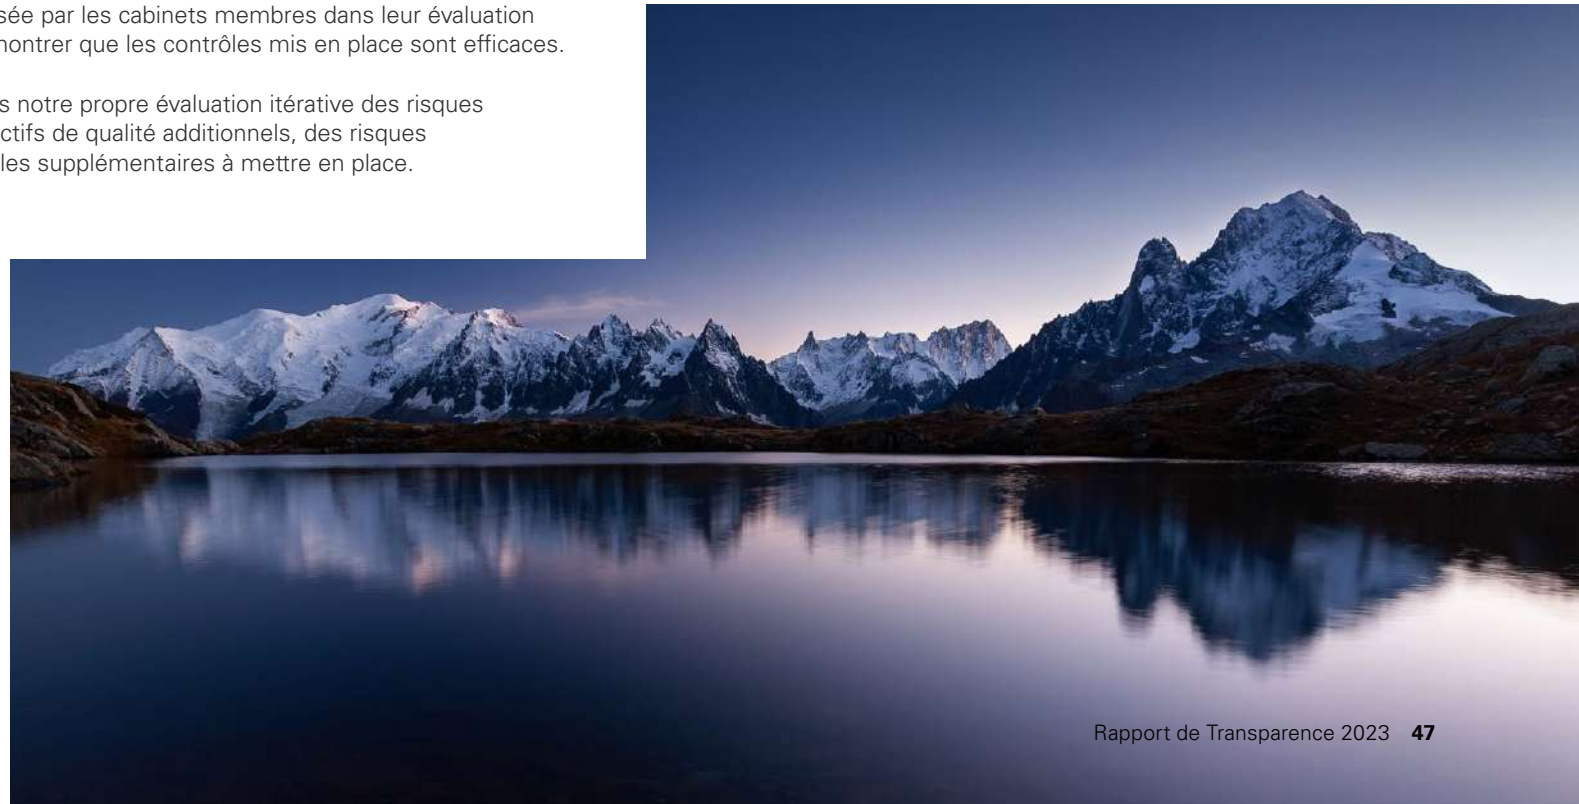 sée par les cabinets membres dans leur évaluation
montrer que les contrôles mis en place sont efficaces.
s notre propre évaluation itérative des risques
ctifs de qualité additionnels, des risques
les supplémentaires à mettre en place.
Rapport de Transparence 2023 47